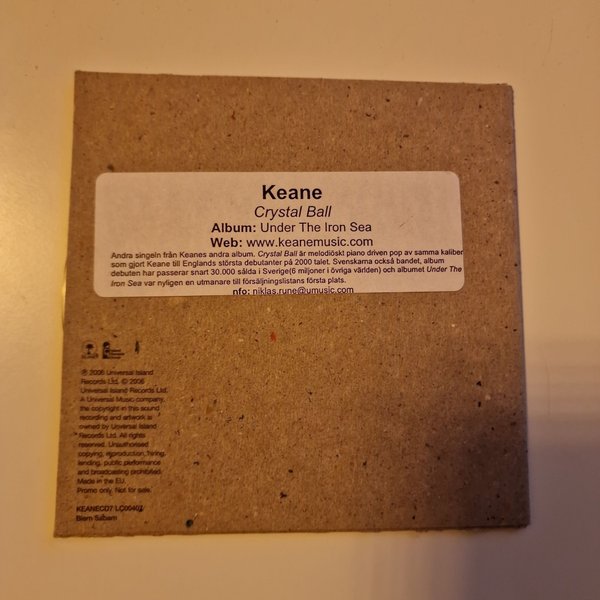 Keane
Crystal Ball
Album: Under The Iron Sea
Web: www.keanemusic.com
Andra singeln från Keanes andra album. Crystal Ball är melodiöskt piano driven pop av samma kaliber
som gjort Keane till Englands största debutanter på 2000 talet. Svenskarna också bandet, album
debuten har passerar snart 30.000 sålda i Sverige(6 miljoner i övriga världen) och albumet Under The
Iron Sea var nyligen en utmanare till försäljningslistans första plats.
nfo: niklas.rune@umusic.com
℗ 2006 Universal Island
Records Ltd. © 2006
Universal Island Records Ltd.
A Universal Music company,
the copyright in this sound
recording and artwork is
owned by Universal Island
Records Ltd. All rights
reserved. Unauthorised
copying, reproduction, hiring,
lending, public performance
and broadcasting prohibited.
Made in the EU.
Promo only. Not for sale.
KEANECD7 LC00407
Biem Sabam